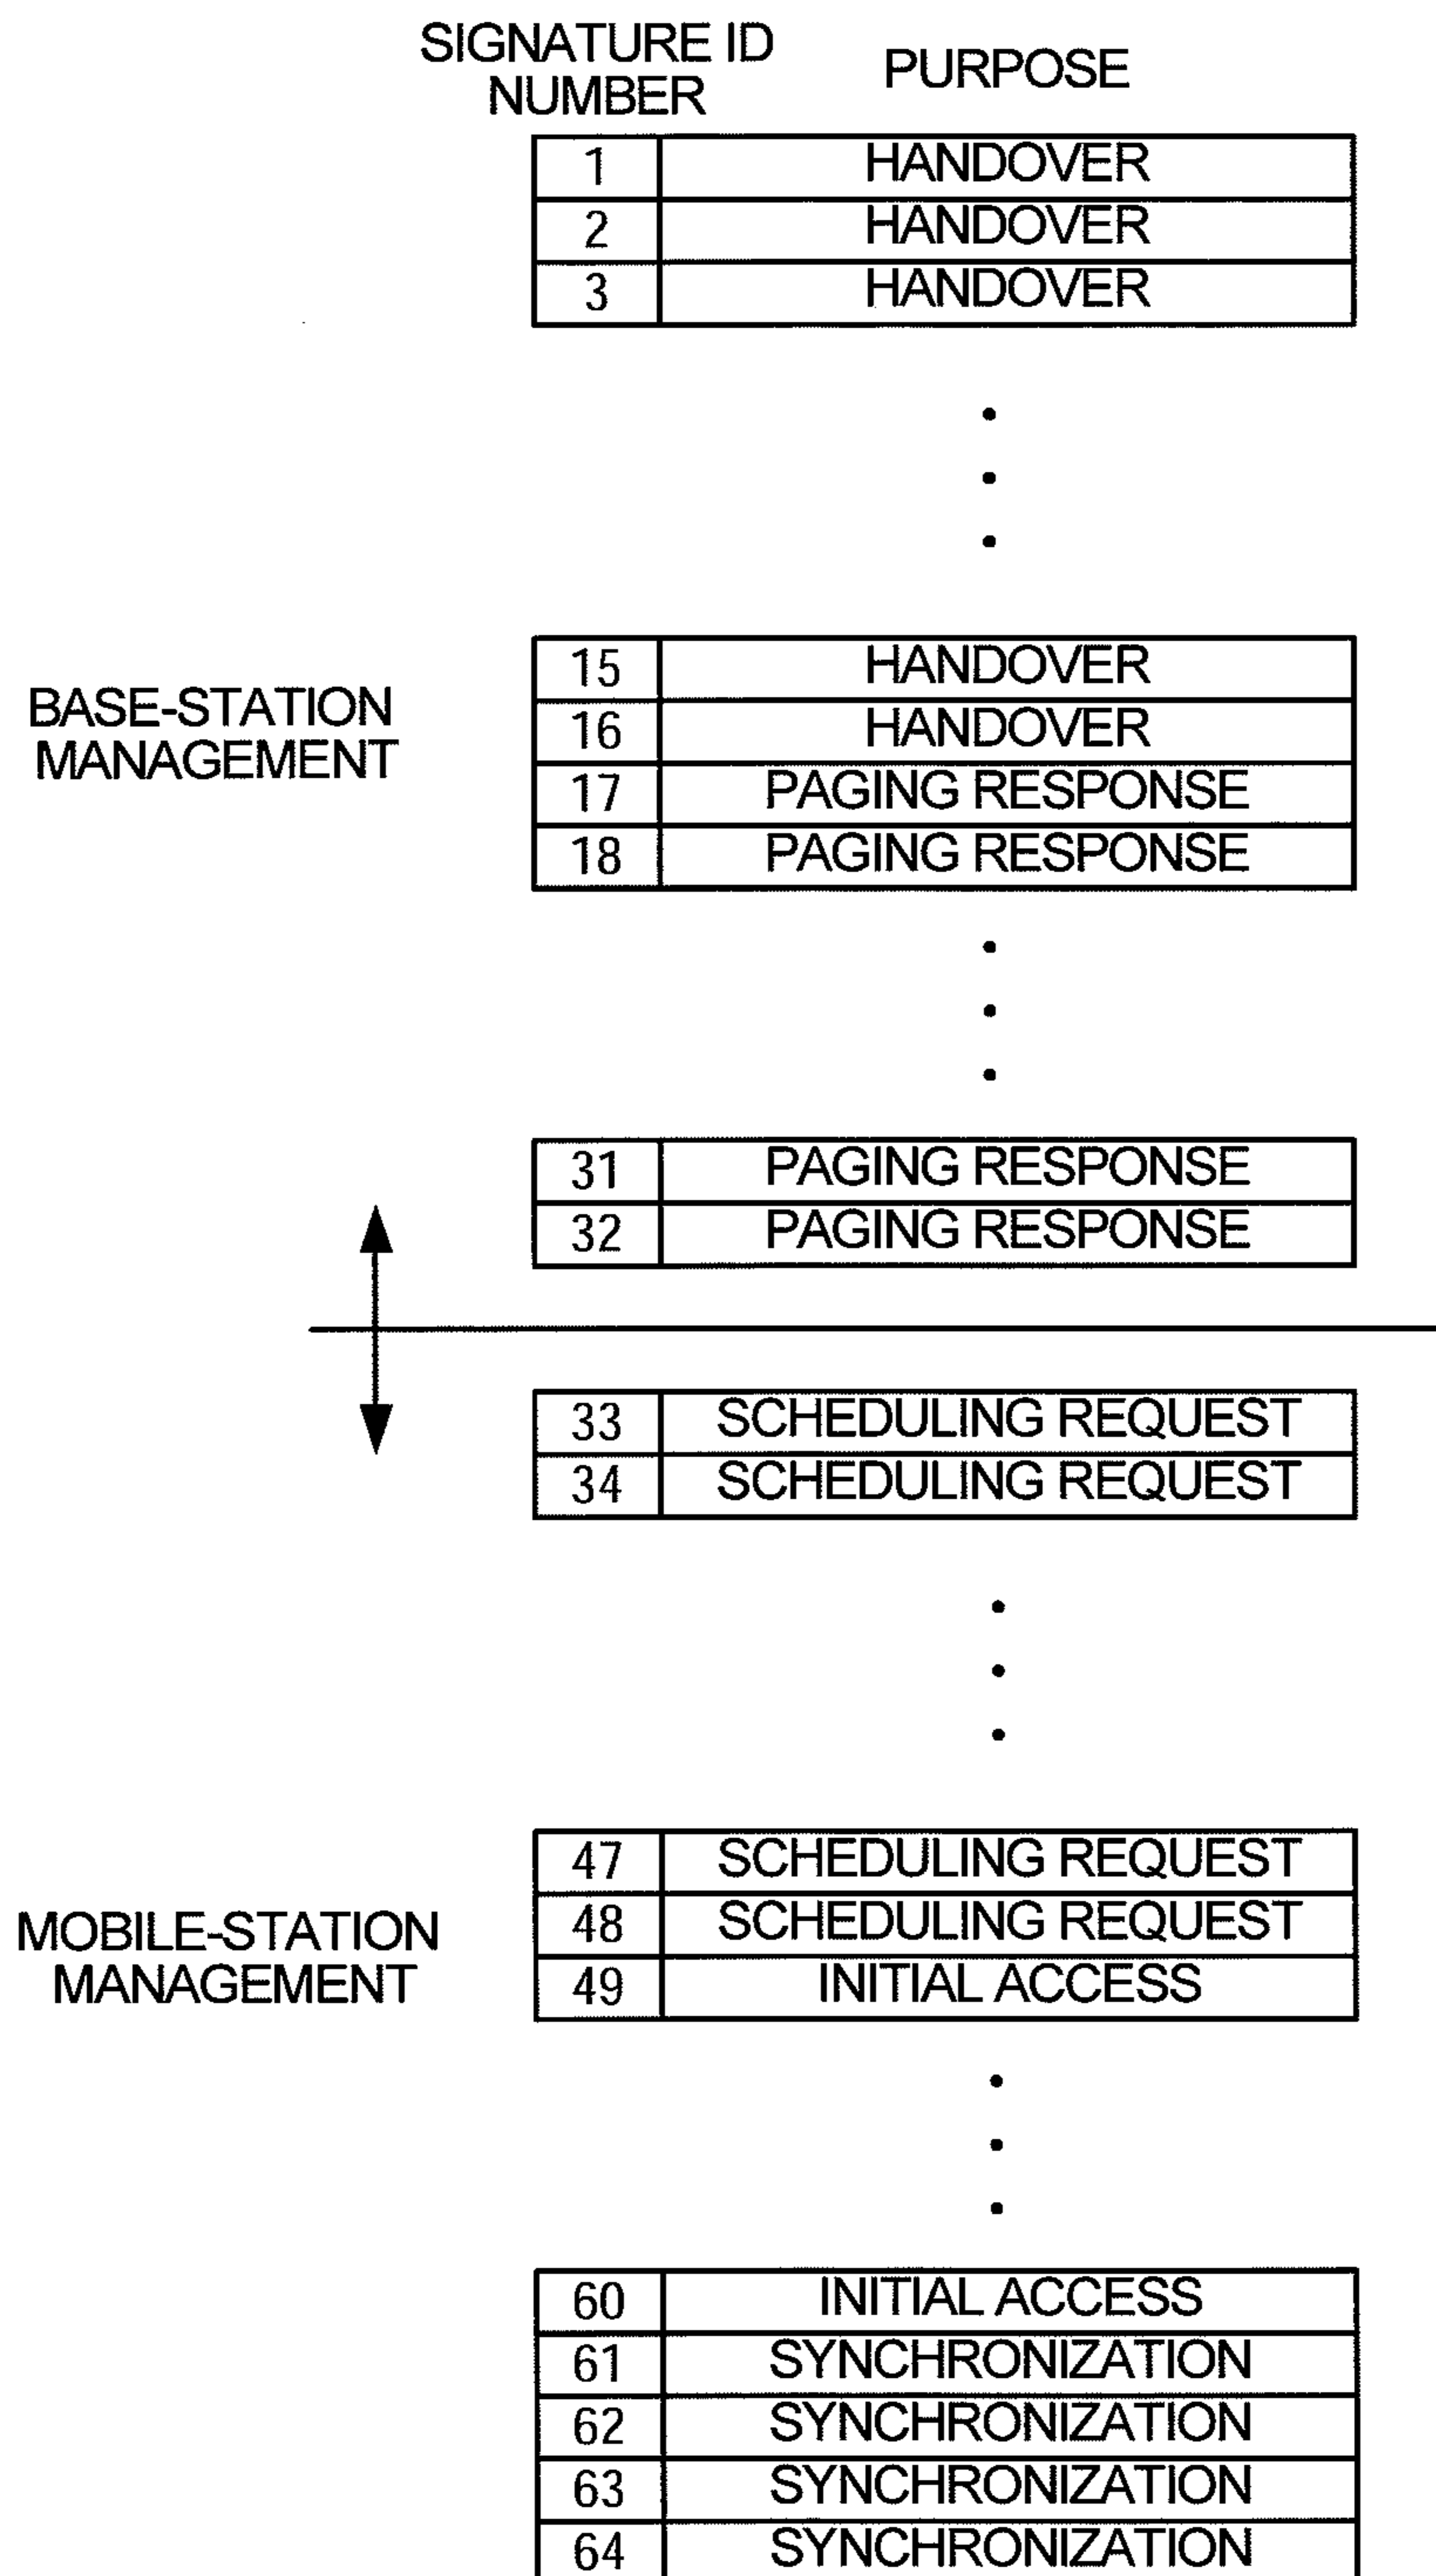 SIGNATURE ID
NUMBER
PURPOSE
1 HANDOVER
2 HANDOVER
3 HANDOVER
BASE-STATION
MANAGEMENT
15 HANDOVER
16 HANDOVER
17 PAGING RESPONSE
18 PAGING RESPONSE
31 PAGING RESPONSE
32 PAGING RESPONSE
33 SCHEDULING REQUEST
34 SCHEDULING REQUEST
MOBILE-STATION
MANAGEMENT
47 SCHEDULING REQUEST
48 SCHEDULING REQUEST
49 INITIAL ACCESS
60 INITIAL ACCESS
61 SYNCHRONIZATION
62 SYNCHRONIZATION
63 SYNCHRONIZATION
64 SYNCHRONIZATION